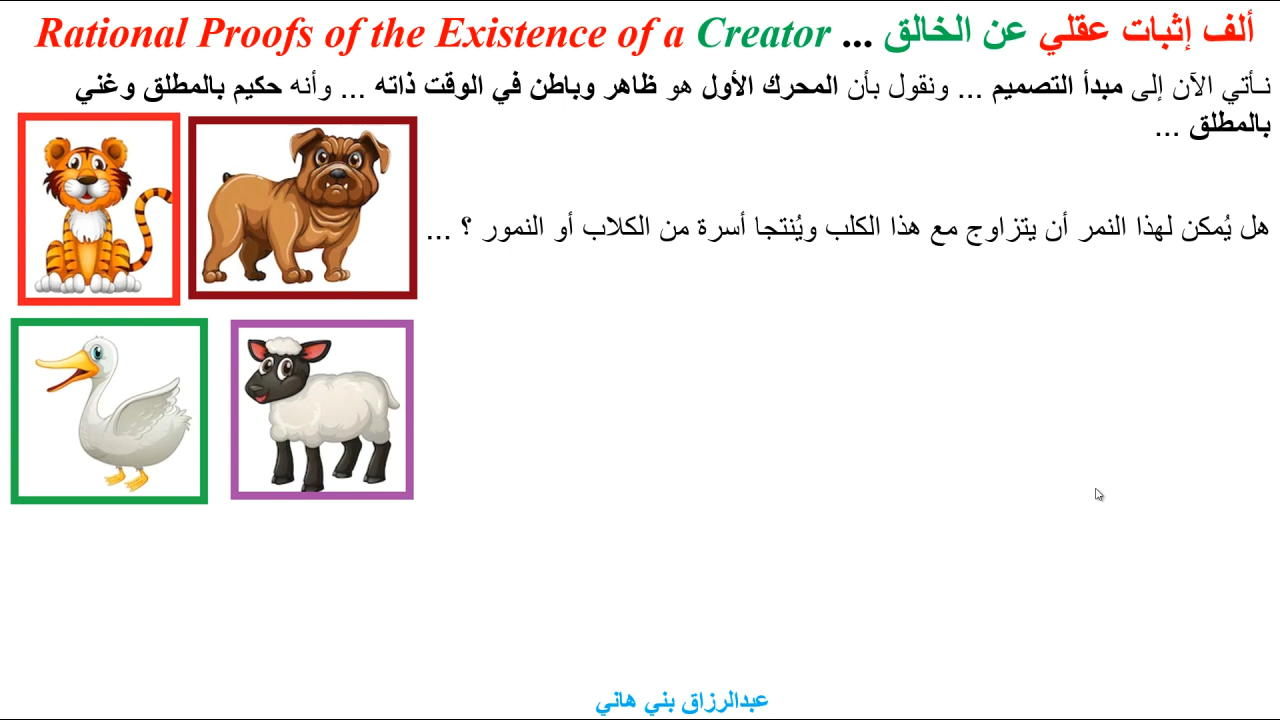 ألف إثبات عقلي عن الخالق ... Rational Proofs of the Existence of a Creator
نـأتي الآن إلى مبدأ التصميم ... ونقول بأن المحرك الأول هو ظاهر وباطن في الوقت ذاته ... وأنه حكيم بالمطلق وغني
بالمطلق ...
هل يُمكن لهذا النمر أن يتزاوج مع هذا الكلب ويُنتجا أسرة من الكلاب أو النمور ؟ ...
عبدالرزاق بني هاني